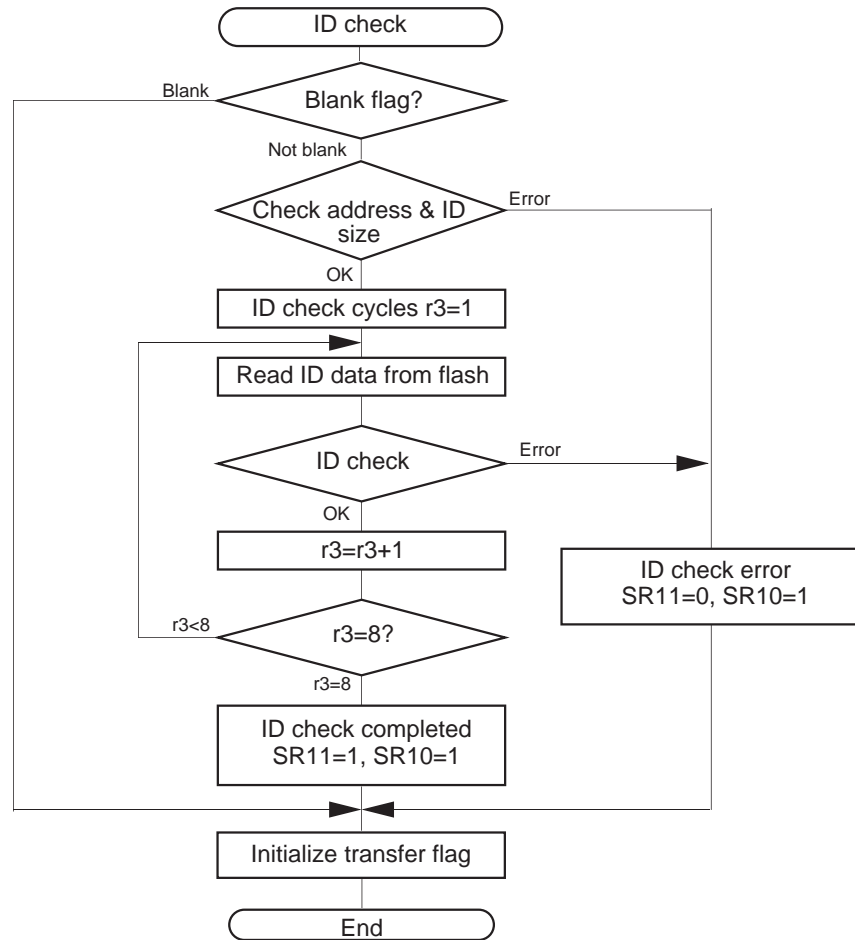 ID check
Blank
Blank flag?
Not blank
Error
Check address & ID
size
OK
ID check cycles r3=1
Read ID data from flash
Error
ID check
OK
r3=r3+1
ID check error
SR11=0, SR10=1
r3<8
r3=8?
r3=8
ID check completed
SR11=1, SR10=1
Initialize transfer flag
End